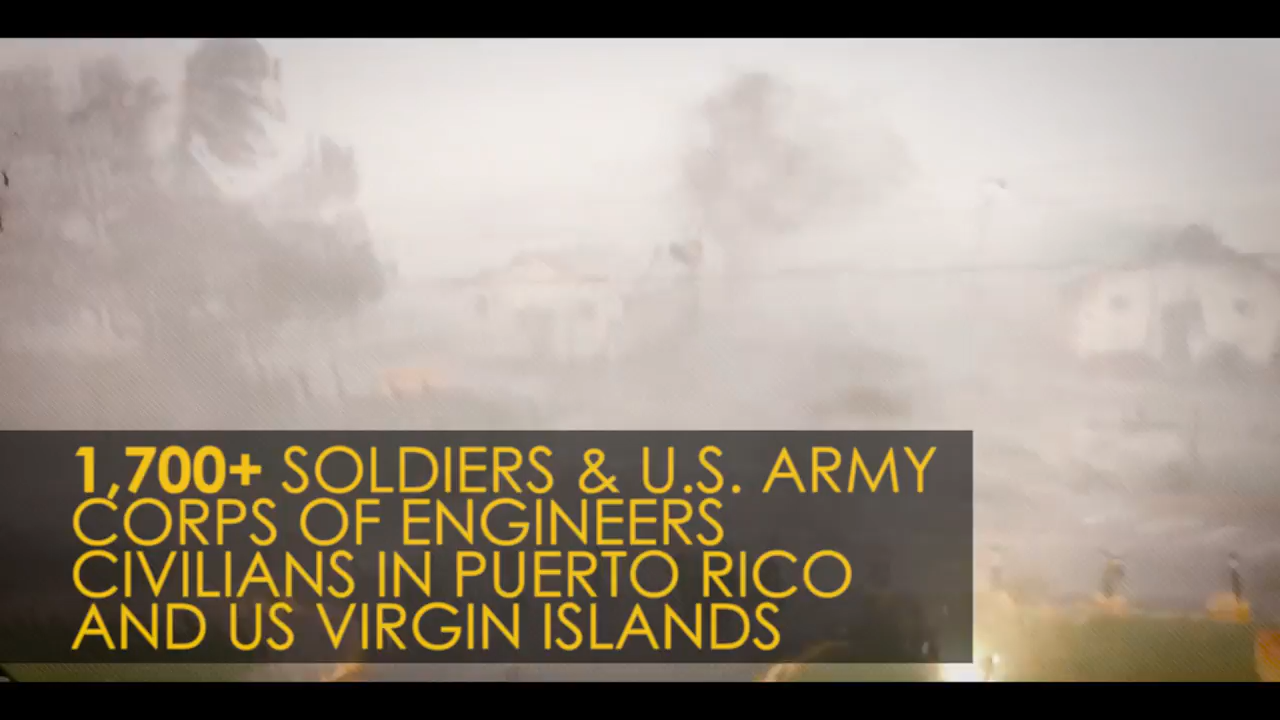 1,700+ SOLDIERS & U.S. ARMY
CORPS OF ENGINEERS
CIVILIANS IN PUERTO RICO
AND US VIRGIN ISLANDS